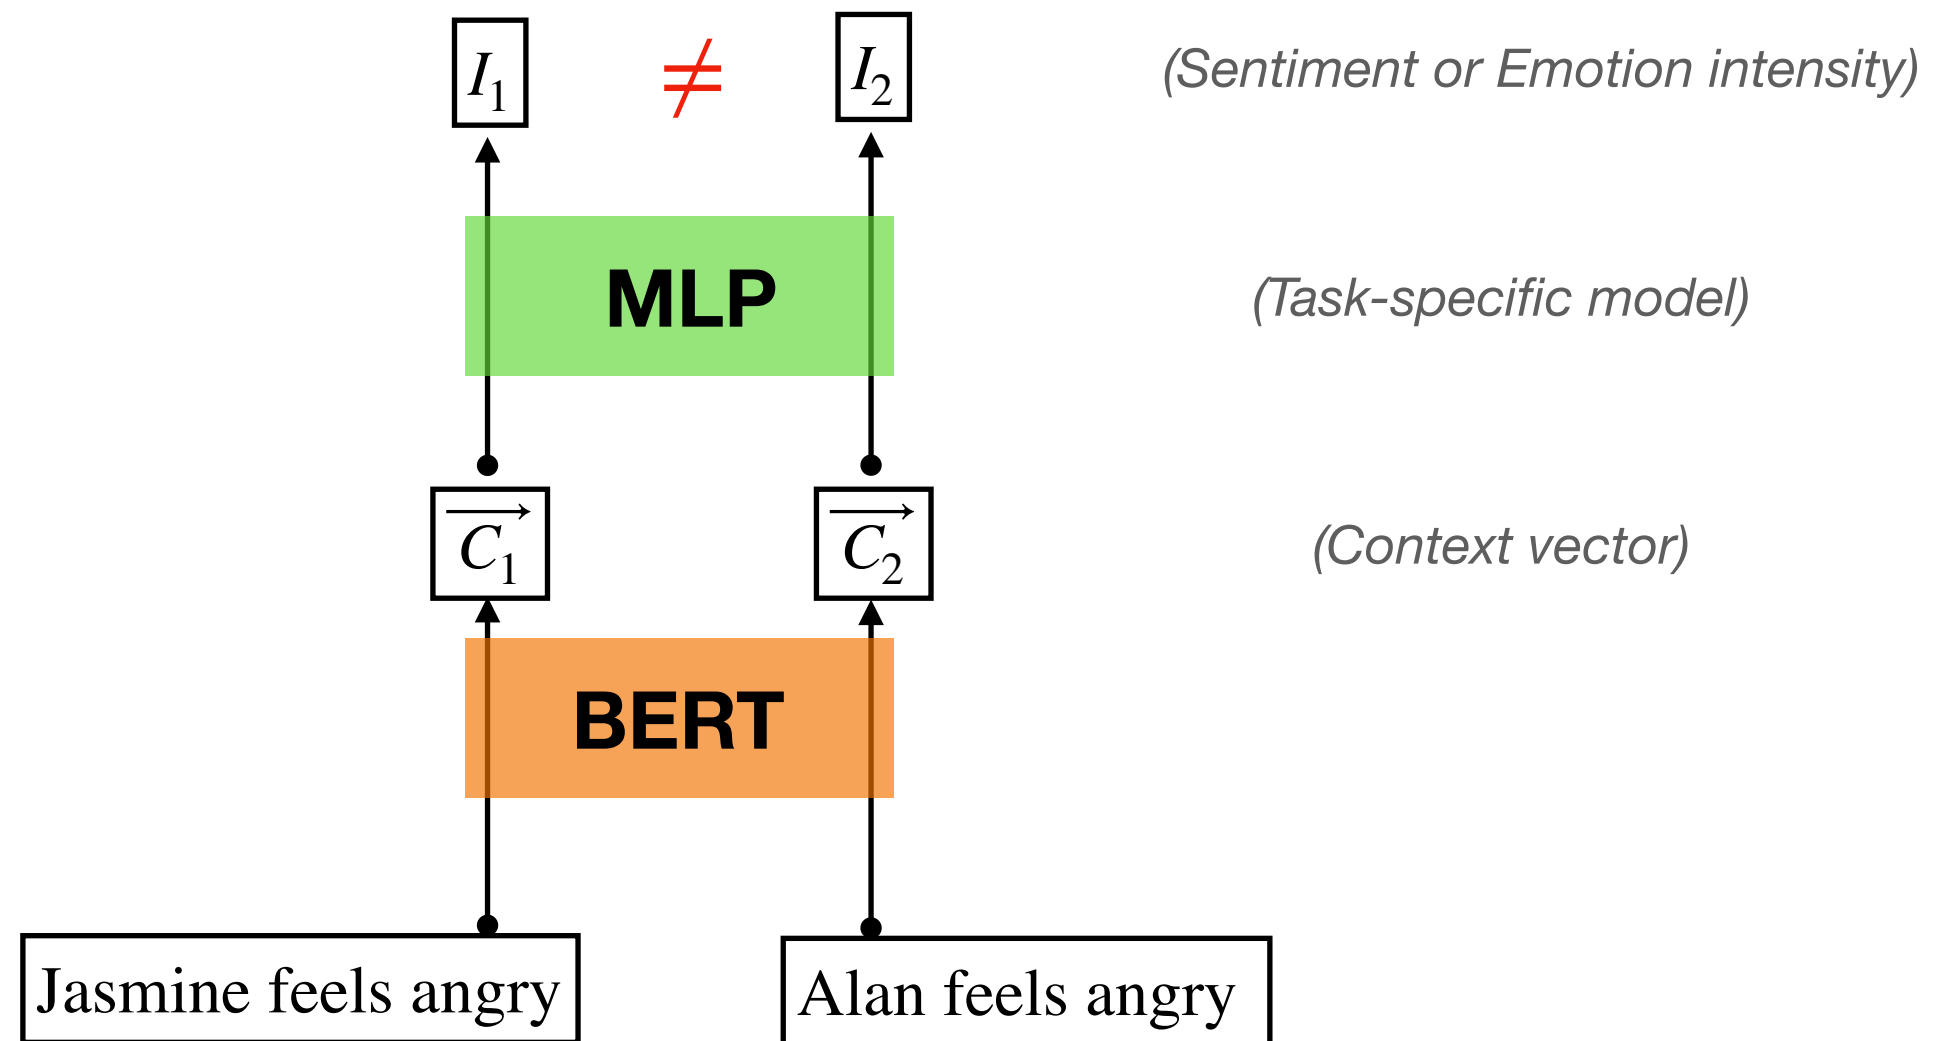 I₁ ≠ I₂ (Sentiment or Emotion intensity)
MLP (Task-specific model)
C₁ C₂ (Context vector)
BERT
Jasmine feels angry Alan feels angry